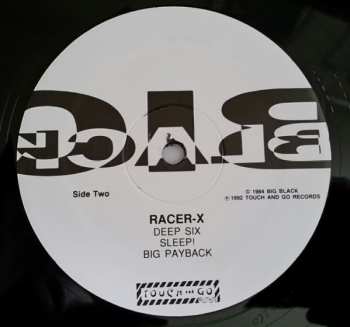 BIG
BLACK
Side Two
© 1984 BIG BLACK
℗ 1992 TOUCH AND GO RECORDS
RACER-X
DEEP SIX
SLEEP!
BIG PAYBACK
TOUCH AND GO